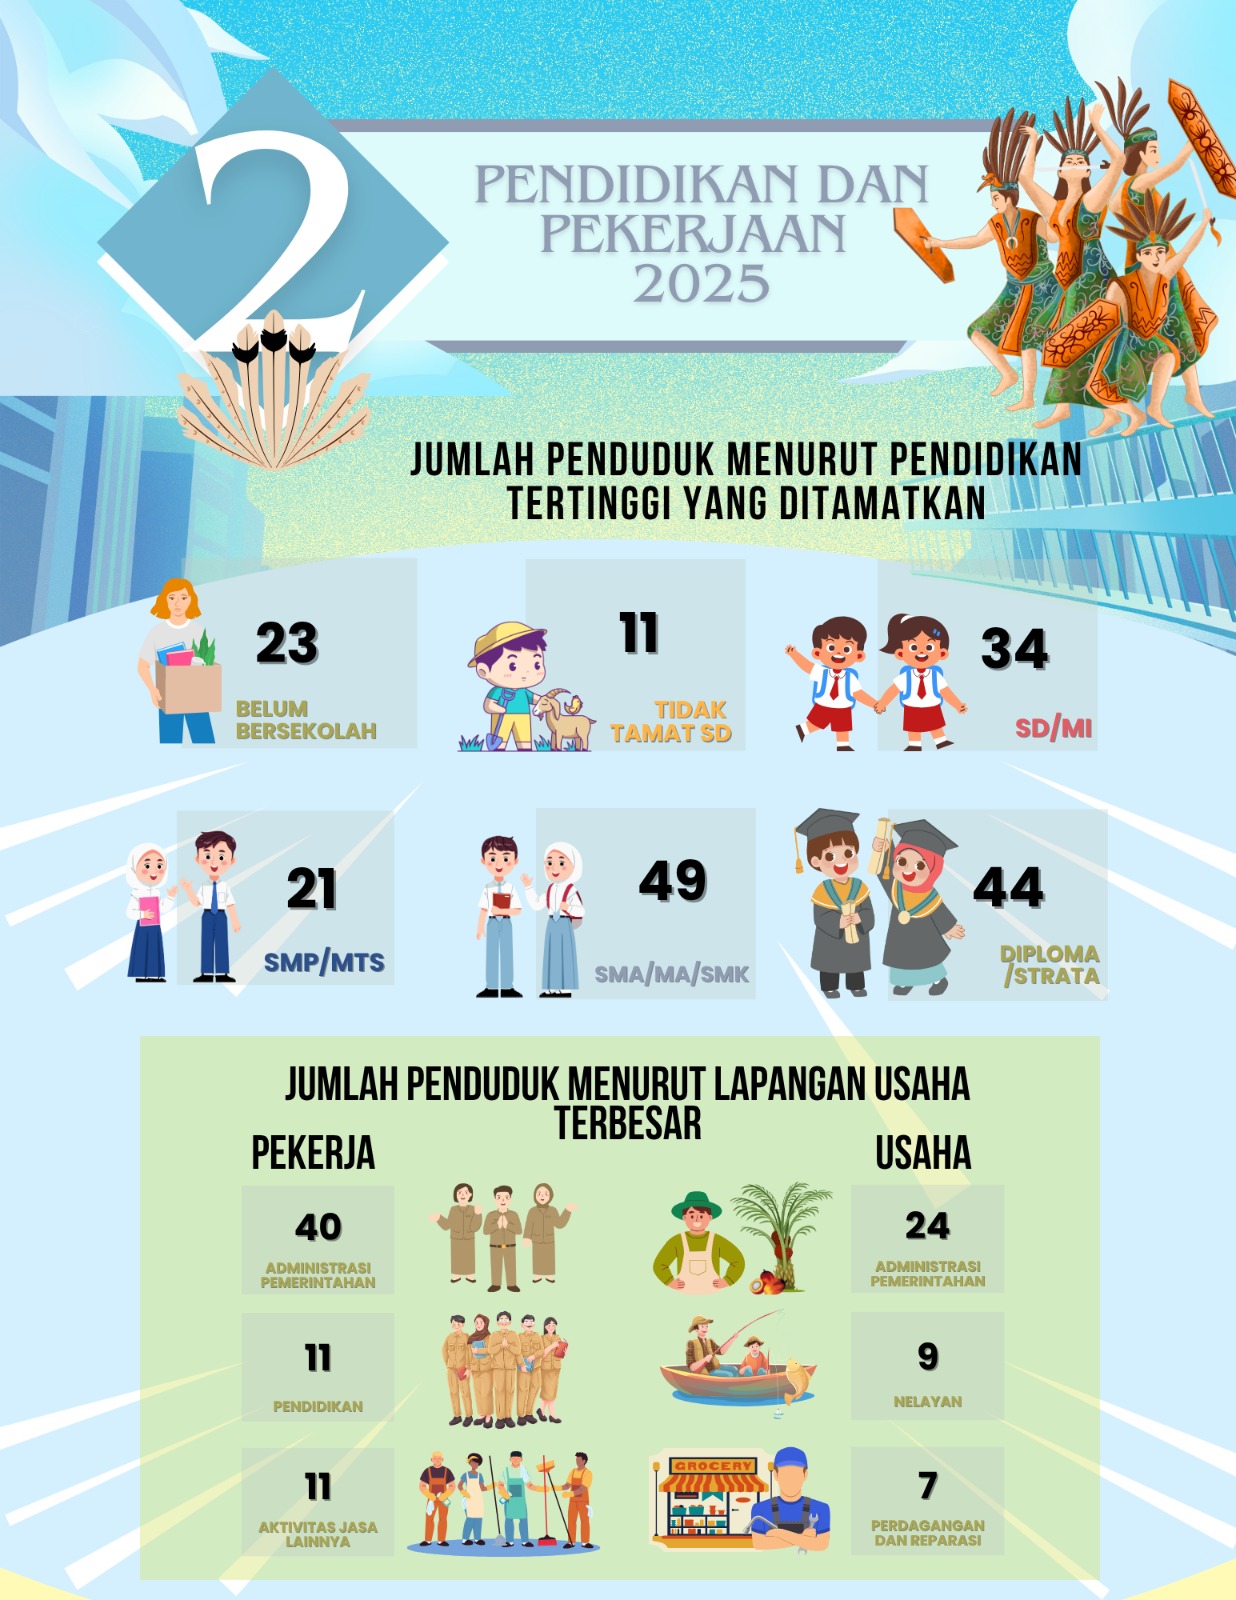 2
PENDIDIKAN DAN
PEKERJAAN
2025
JUMLAH PENDUDUK MENURUT PENDIDIKAN
TERTINGGI YANG DITAMATKAN
23
BELUM
BERSEKOLAH
11
TIDAK
TAMAT SD
34
SD/MI
21
SMP/MTS
49
SMA/MA/SMK
44
DIPLOMA
/STRATA
JUMLAH PENDUDUK MENURUT LAPANGAN USAHA
TERBESAR
PEKERJA
40
ADMINISTRASI
PEMERINTAHAN
11
PENDIDIKAN
11
AKTIVITAS JASA
LAINNYA
USAHA
24
ADMINISTRASI
PEMERINTAHAN
9
NELAYAN
GROCERY
7
PERDAGANGAN
DAN REPARASI